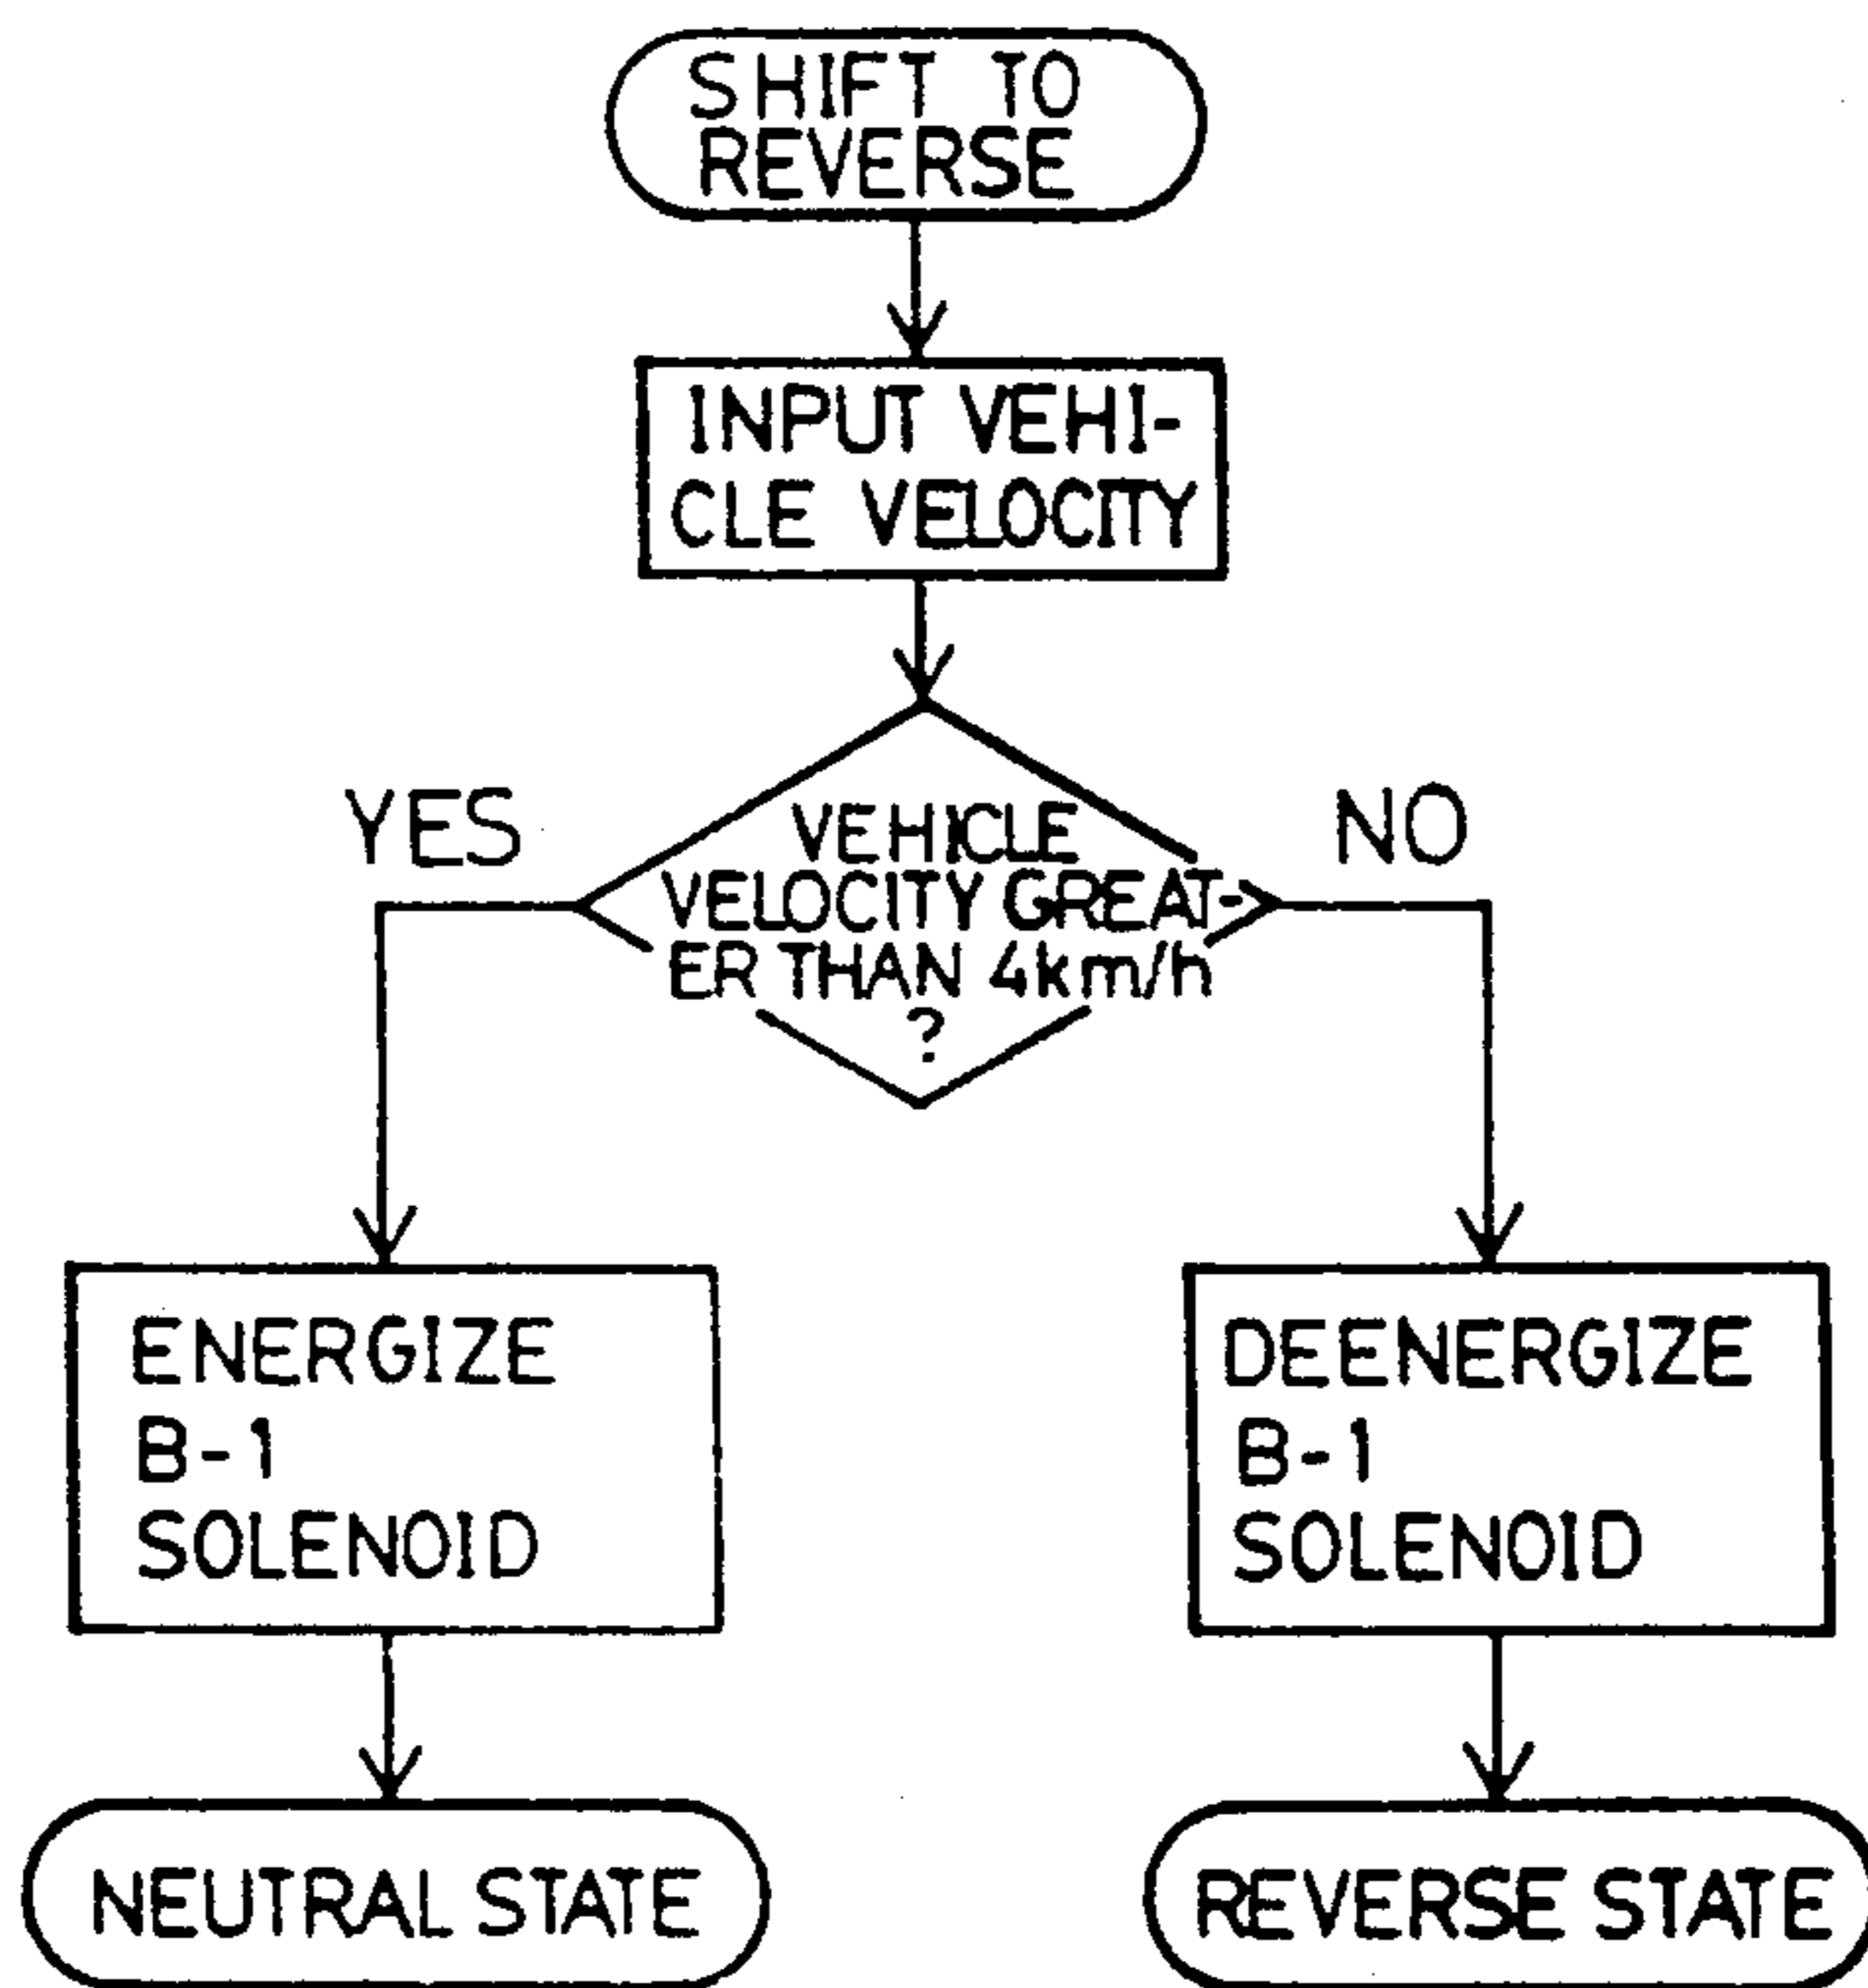 SHIFT TO
REVERSE
INPUT VEHI-
CLE VELOCITY
YES
NO
VEHICLE
VELOCITY GREAT-
ER THAN 4km/h
?
ENERGIZE
B-1
SOLENOID
DEENERGIZE
B-1
SOLENOID
NEUTRAL STATE
REVERSE STATE